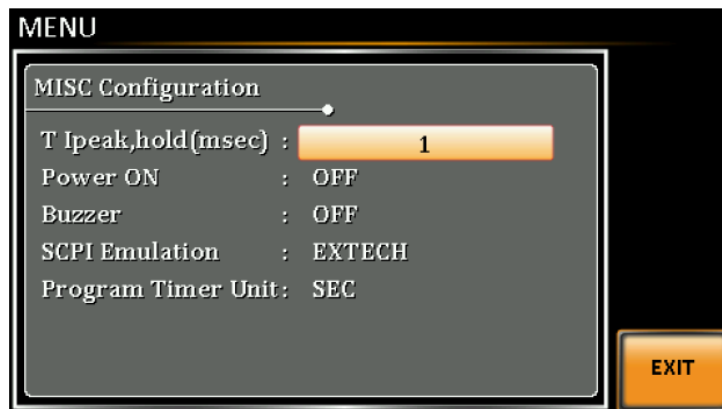 MENU
MISC Configuration
T Ipeak,hold(msec) : 1
Power ON : OFF
Buzzer : OFF
SCPI Emulation : EXTECH
Program Timer Unit: SEC
EXIT